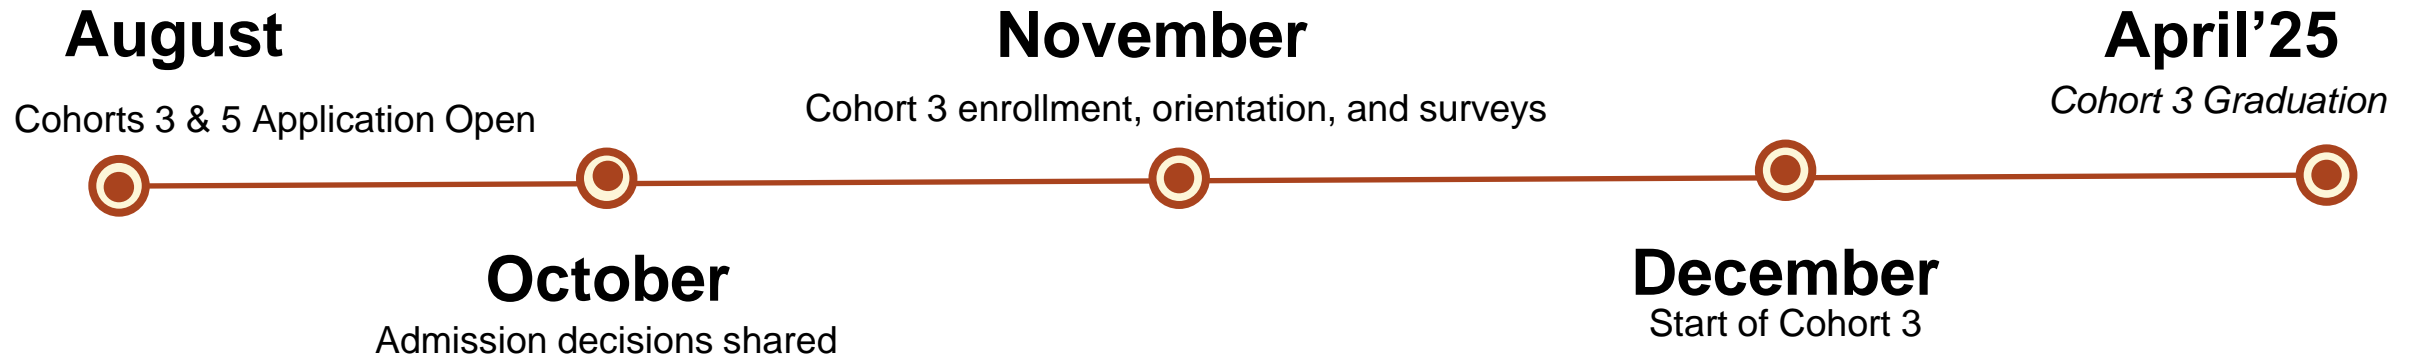 August
Cohorts 3 & 5 Application Open
October
Admission decisions shared
November
Cohort 3 enrollment, orientation, and surveys
December
Start of Cohort 3
April’25
Cohort 3 Graduation